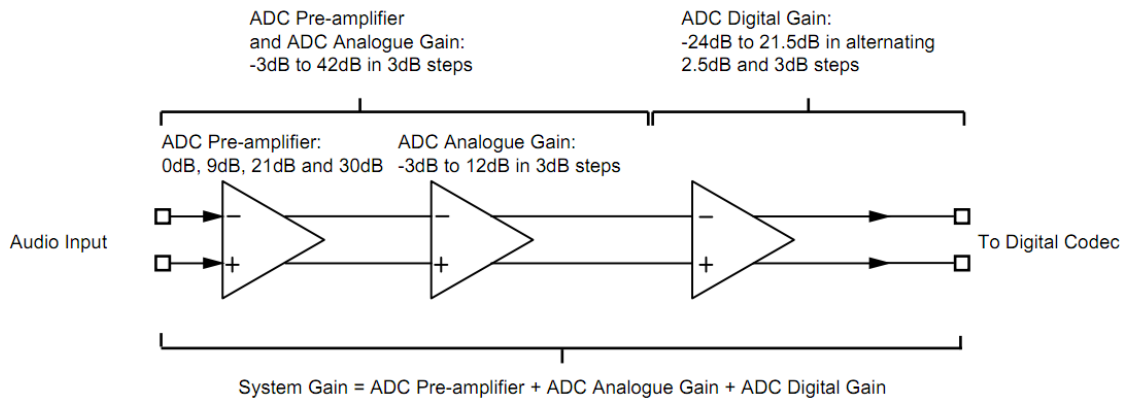 ADC Pre-amplifier
and ADC Analogue Gain:
-3dB to 42dB in 3dB steps
ADC Digital Gain:
-24dB to 21.5dB in alternating
2.5dB and 3dB steps
ADC Pre-amplifier:
0dB, 9dB, 21dB and 30dB
ADC Analogue Gain:
-3dB to 12dB in 3dB steps
Audio Input
−
+
−
+
−
+
To Digital Codec
System Gain = ADC Pre-amplifier + ADC Analogue Gain + ADC Digital Gain